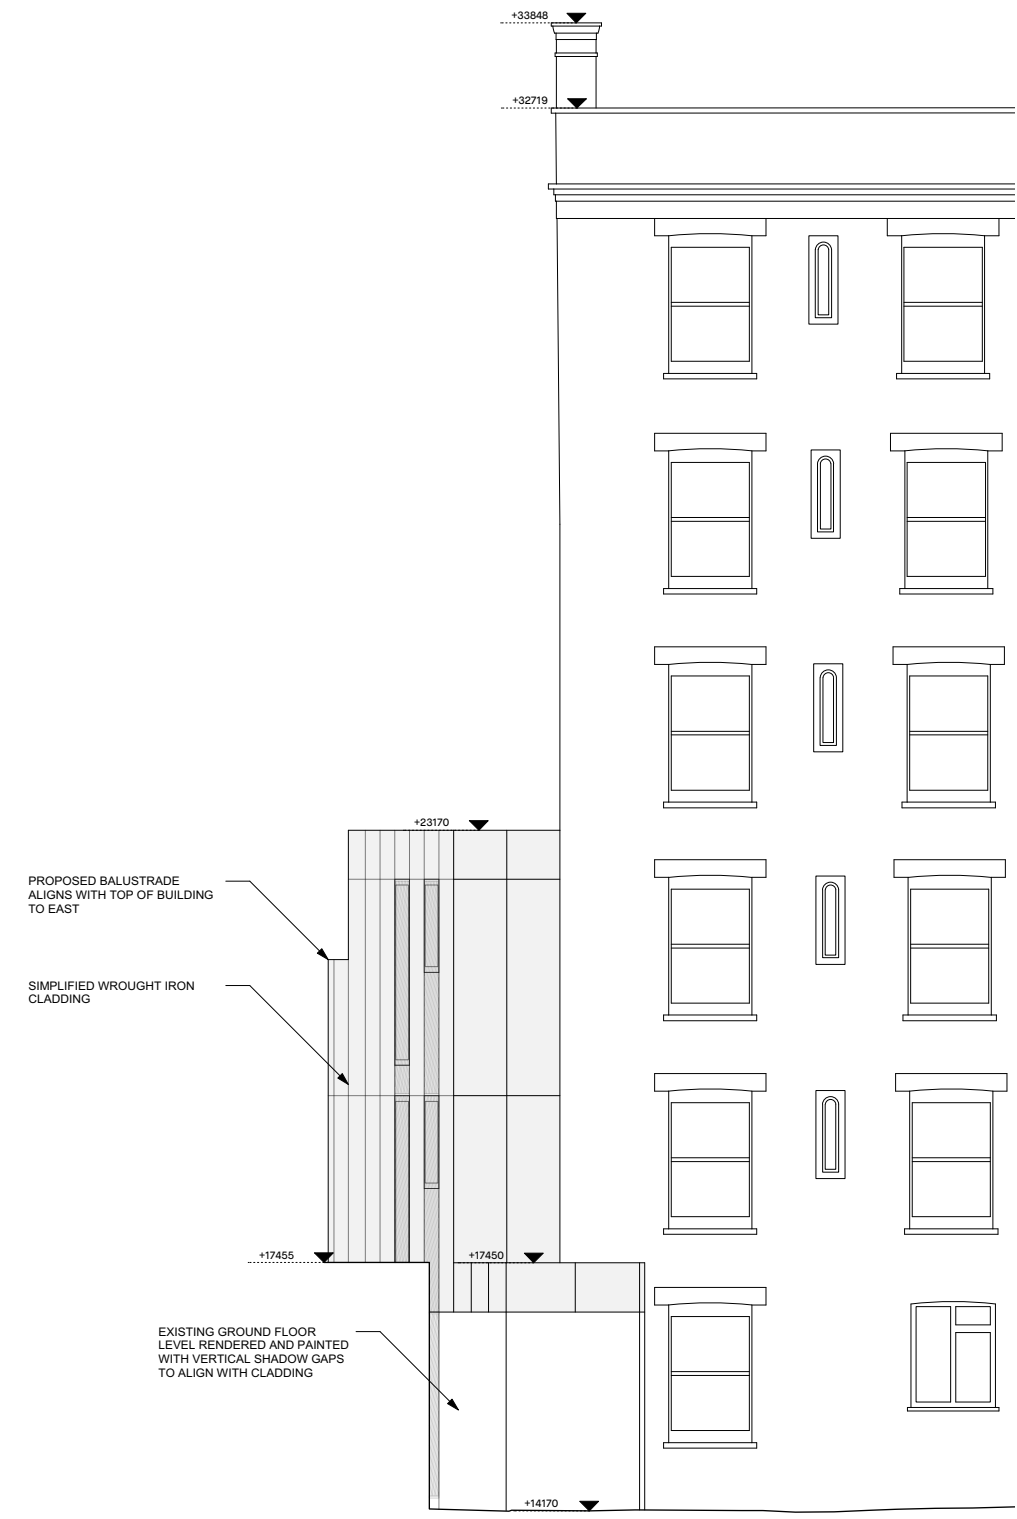 +33848
+32719
+23170
PROPOSED BALUSTRADE
ALIGNS WITH TOP OF BUILDING
TO EAST
SIMPLIFIED WROUGHT IRON
CLADDING
+17455
+17450
EXISTING GROUND FLOOR
LEVEL RENDERED AND PAINTED
WITH VERTICAL SHADOW GAPS
TO ALIGN WITH CLADDING
+14170